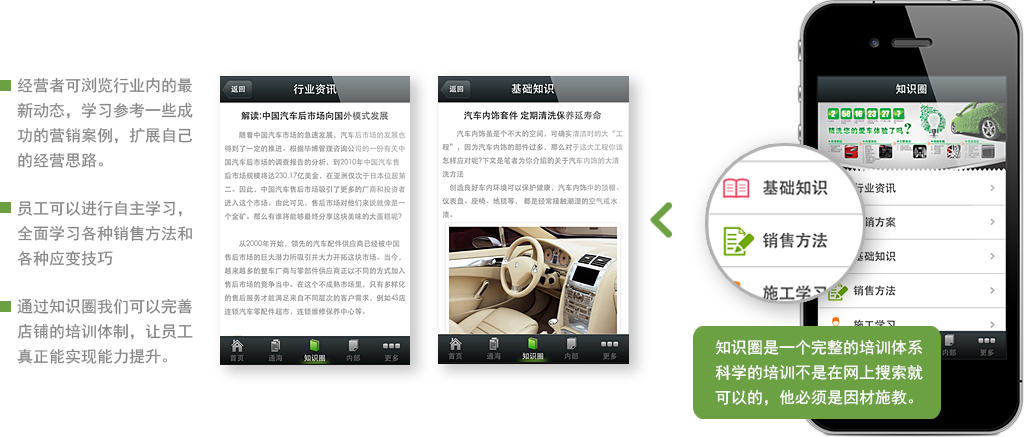 经营者可浏览行业内的最
新动态，学习参考一些成
功的营销案例，扩展自己
的经营思路。
员工可以进行自主学习，
全面学习各种销售方法和
各种应变技巧
通过知识圈我们可以完善
店铺的培训体制，让员工
真正能实现能力提升。
返回
行业资讯
解读：中国汽车后市场向国外模式发展
随着中国汽车市场的急速发展，汽车后市场的发展也
得到了一定的推进。根据华博管理咨询公司的一份有关中
国汽车后市场的调查报告的分析，到2010年中国汽车售
后市场规模将达230.17亿美金，在亚洲仅次于日本位居第
二。因此，中国汽车售后市场吸引了更多的厂商和投资者
进入这个市场。由此可见，售后市场对他们来说就像是一
个金矿。那么有谁将能够最终分享这块美味的大蛋糕呢？
从2000年开始，领先的汽车配件供应商已经被中国
售后市场的巨大潜力所吸引并大力开拓这块市场。当今，
越来越多的整车厂商与零部件供应商正以不同的方式加入
售后市场的竞争当中。在这个不成熟市场里，只有多样化
的售后服务才能满足来自不同层次的客户需求，例如4S店
连锁汽车零配件超市，连锁维修保养中心等。
首页
通海
知识圈
内部
更多
返回
基础知识
汽车内饰套件 定期清洗保养延寿命
汽车内饰虽是个不大的空间，可确实清洁时的大“工
程”，因为汽车内饰的部件过多，那么对于这大工程你该
怎样应对呢?下文是笔者为你介绍的关于汽车内饰的大清
洗方法
创造良好车内环境可以保护健康，汽车内饰中的顶棚、
仪表盘、座椅、地毯等， 都是经常接触潮湿的空气或水
渍。
首页
通海
知识圈
内部
更多
知识圈
精洗您的爱车体验了吗？
行业资讯
销方案
基础知识
销售方法
施工学习
内部
更多
基础知识
销售方法
施工学习
知识圈是一个完整的培训体系
科学的培训不是在网上搜索就
可以的，他必须是因材施教。